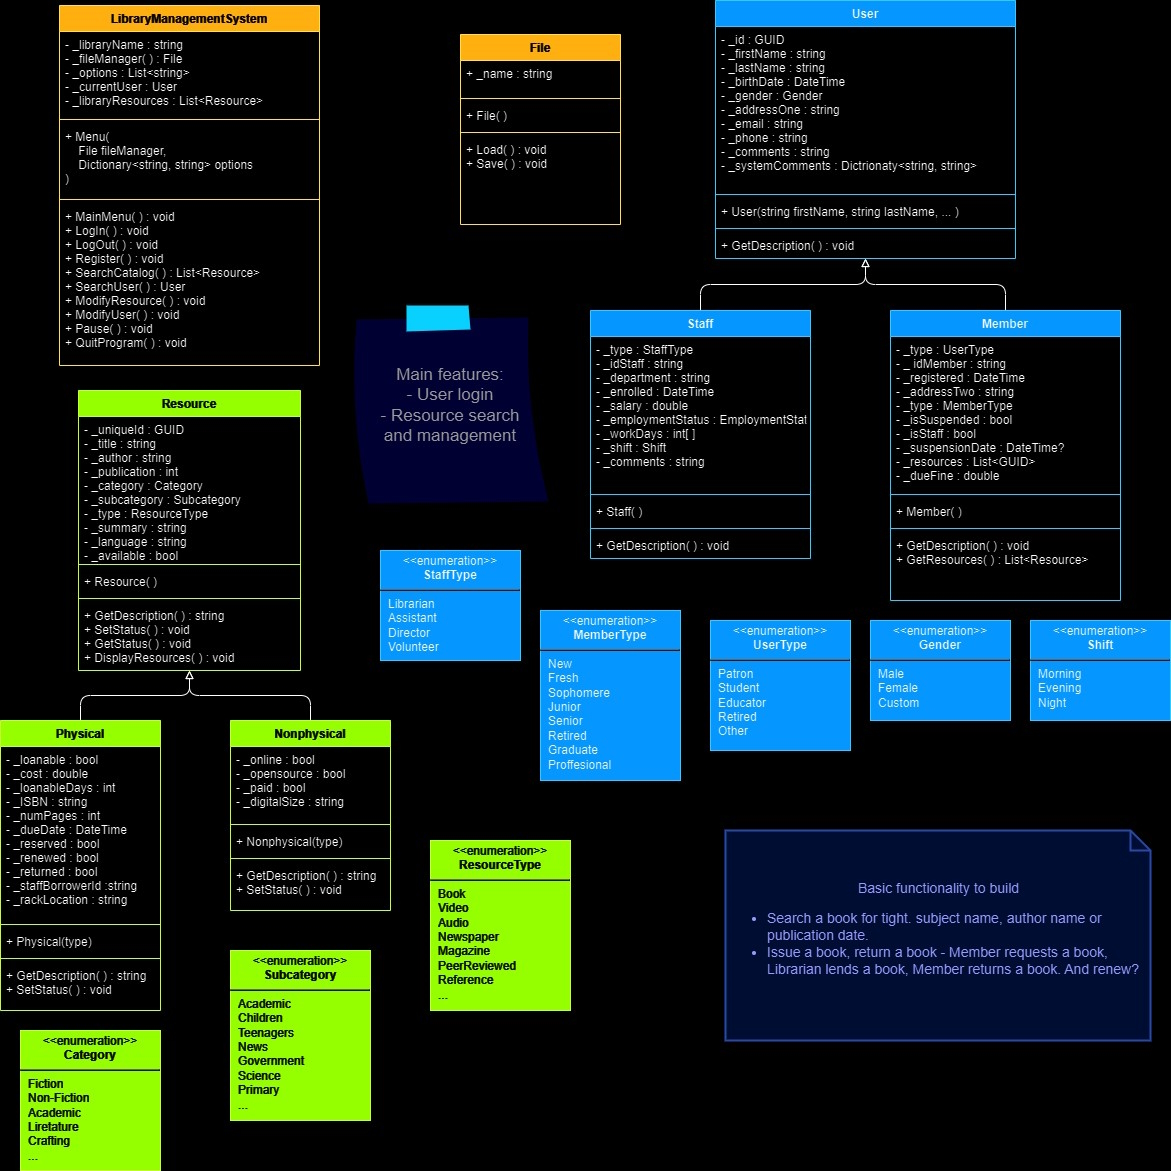 LibraryManagementSystem
- _libraryName : string
- _fileManager( ) : File
- _options : List<string>
- _currentUser : User
- _libraryResources : List<Resource>
+ Menu(
File fileManager,
Dictionary<string, string> options
)
+ MainMenu( ) : void
+ LogIn( ) : void
+ LogOut( ) : void
+ Register( ) : void
+ SearchCatalog( ) : List<Resource>
+ SearchUser( ) : User
+ ModifyResource( ) : void
+ ModifyUser( ) : void
+ Pause( ) : void
+ QuitProgram( ) : void
File
+ _name : string
+ File( )
+ Load( ) : void
+ Save( ) : void
User
- _id : GUID
- _firstName : string
- _lastName : string
- _birthDate : DateTime
- _gender : Gender
- _addressOne : string
- _email : string
- _phone : string
- _comments : string
- _systemComments : Dictrionaty<string, string>
+ User(string firstName, string lastName, ... )
+ GetDescription( ) : void
Main features:
- User login
- Resource search
and management
Staff
- _type : StaffType
- _idStaff : string
- _department : string
- _enrolled : DateTime
- _salary : double
- _employmentStatus : EmploymentStat
- _workDays : int[ ]
- _shift : Shift
- _comments : string
+ Staff( )
+ GetDescription( ) : void
Member
- _type : UserType
- _ idMember : string
- _registered : DateTime
- _addressTwo : string
- _type : MemberType
- _isSuspended : bool
- _isStaff : bool
- _suspensionDate : DateTime?
- _resources : List<GUID>
- _dueFine : double
+ Member( )
+ GetDescription( ) : void
+ GetResources( ) : List<Resource>
Resource
- _uniqueId : GUID
- _title : string
- _author : string
- _publication : int
- _category : Category
- _subcategory : Subcategory
- _type : ResourceType
- _summary : string
- _language : string
- _available : bool
+ Resource( )
+ GetDescription( ) : string
+ SetStatus( ) : void
+ GetStatus( ) : void
+ DisplayResources( ) : void
<<enumeration>>
StaffType
Librarian
Assistant
Director
Volunteer
<<enumeration>>
MemberType
New
Fresh
Sophomere
Junior
Senior
Retired
Graduate
Proffesional
<<enumeration>>
UserType
Patron
Student
Educator
Retired
Other
<<enumeration>>
Gender
Male
Female
Custom
<<enumeration>>
Shift
Morning
Evening
Night
Physical
- _loanable : bool
- _cost : double
- _loanableDays : int
- _ISBN : string
- _numPages : int
- _dueDate : DateTime
- _reserved : bool
- _renewed : bool
- _returned : bool
- _staffBorrowerId :string
- _rackLocation : string
+ Physical(type)
+ GetDescription( ) : string
+ SetStatus( ) : void
Nonphysical
- _online : bool
- _opensource : bool
- _paid : bool
- _digitalSize : string
+ Nonphysical(type)
+ GetDescription( ) : string
+ SetStatus( ) : void
<<enumeration>>
ResourceType
Book
Video
Audio
Newspaper
Magazine
PeerReviewed
Reference
...
Basic functionality to build
• Search a book for tight. subject name, author name or
publication date.
• Issue a book, return a book - Member requests a book,
Librarian lends a book, Member returns a book. And renew?
<<enumeration>>
Subcategory
Academic
Children
Teenagers
News
Government
Science
Primary
...
<<enumeration>>
Category
Fiction
Non-Fiction
Academic
Liretature
Crafting
...